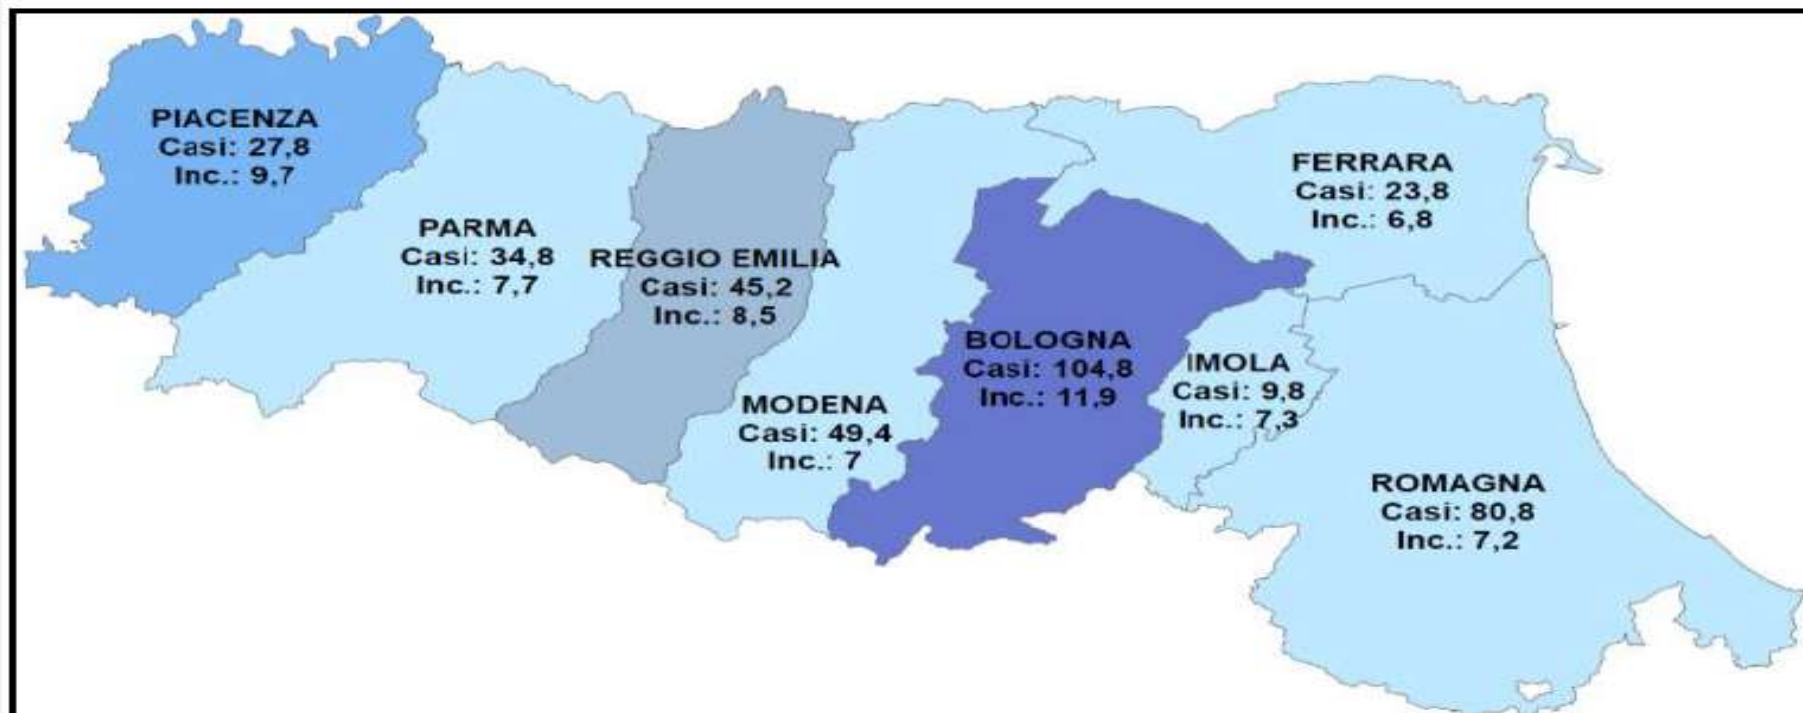 PIACENZA
Casi: 27,8
Inc.: 9,7
PARMA
Casi: 34,8
Inc.: 7,7
REGGIO EMILIA
Casi: 45,2
Inc.: 8,5
MODENA
Casi: 49,4
Inc.: 7
BOLOGNA
Casi: 104,8
Inc.: 11,9
IMOLA
Casi: 9,8
Inc.: 7,3
FERRARA
Casi: 23,8
Inc.: 6,8
ROMAGNA
Casi: 80,8
Inc.: 7,2